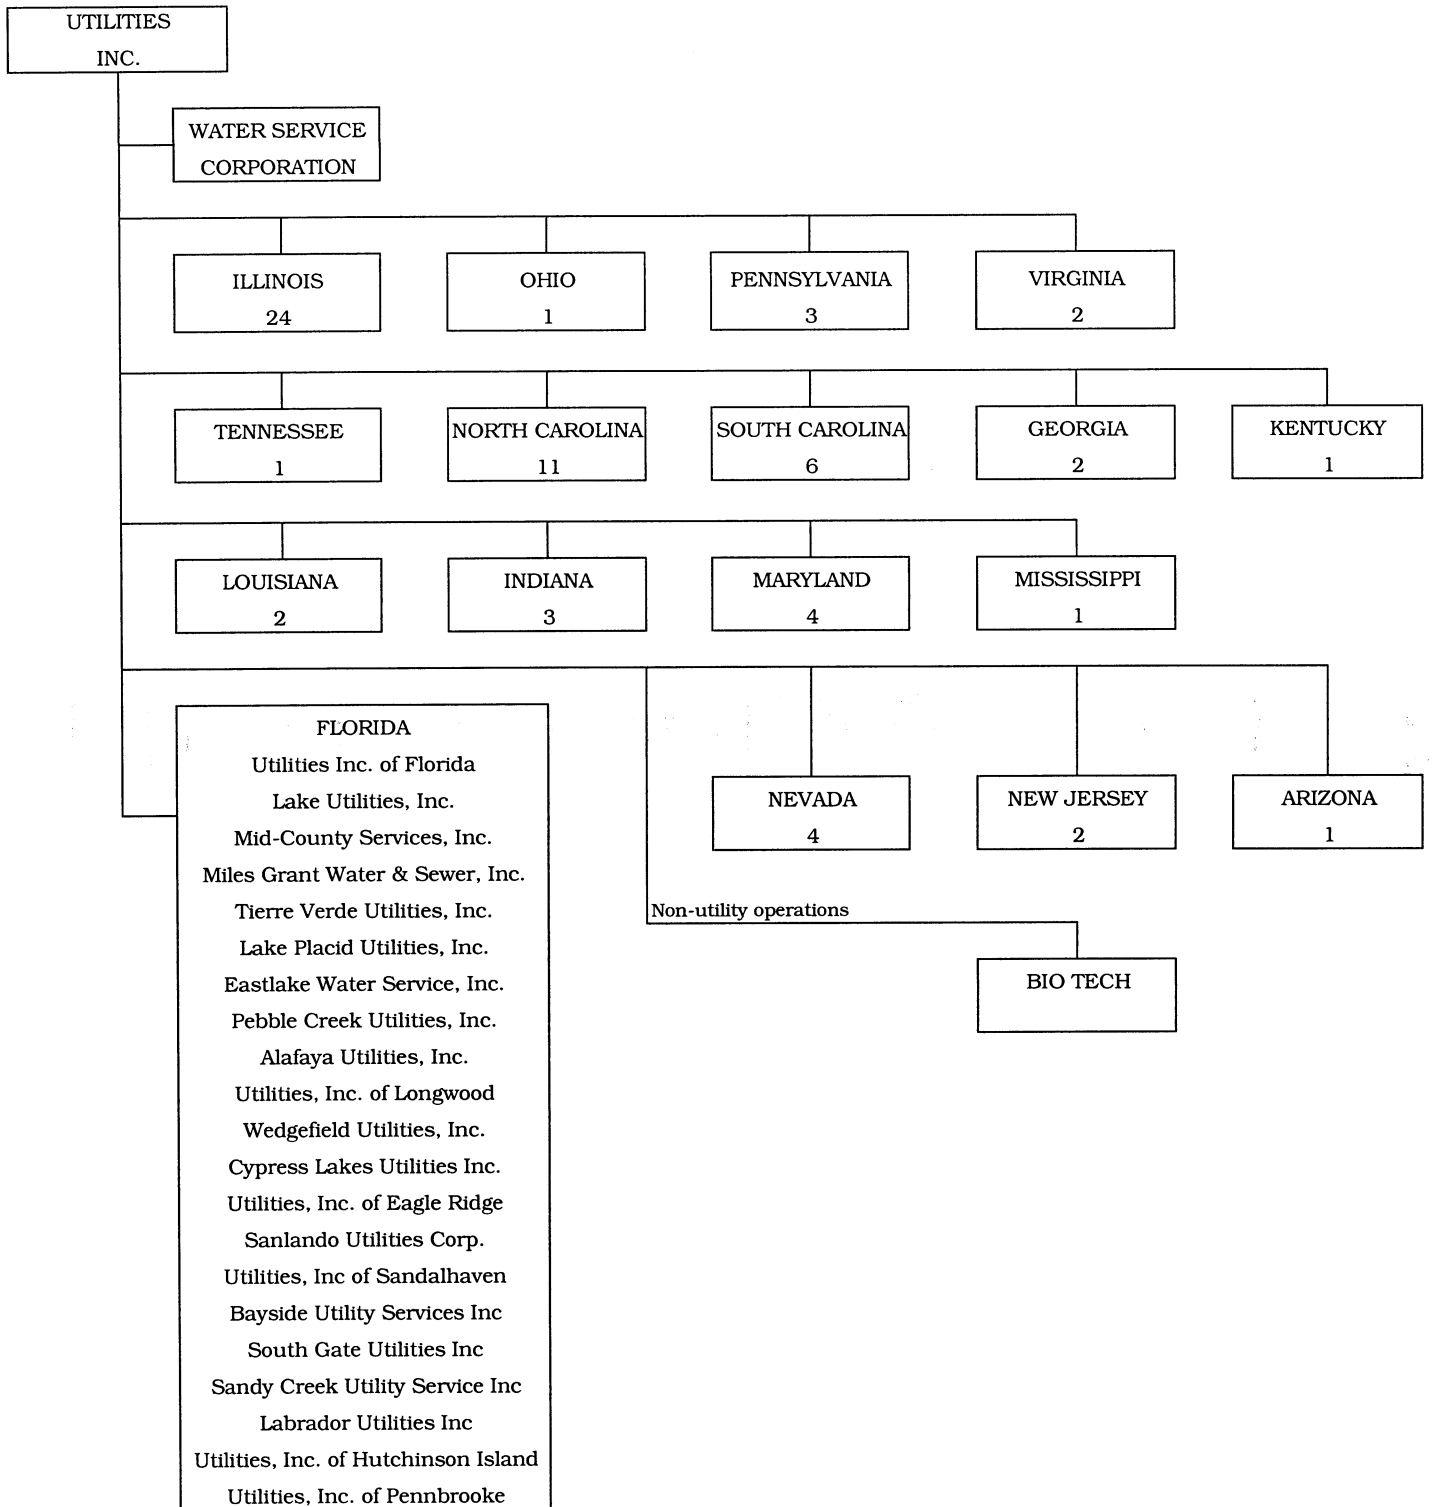 UTILITIES
INC.
WATER SERVICE
CORPORATION
ILLINOIS
24
OHIO
1
PENNSYLVANIA
3
VIRGINIA
2
TENNESSEE
1
NORTH CAROLINA
11
SOUTH CAROLINA
6
GEORGIA
2
KENTUCKY
1
LOUISIANA
2
INDIANA
3
MARYLAND
4
MISSISSIPPI
1
FLORIDA
Utilities Inc. of Florida
Lake Utilities, Inc.
Mid-County Services, Inc.
Miles Grant Water & Sewer, Inc.
Tierre Verde Utilities, Inc.
Lake Placid Utilities, Inc.
Eastlake Water Service, Inc.
Pebble Creek Utilities, Inc.
Alafaya Utilities, Inc.
Utilities, Inc. of Longwood
Wedgefield Utilities, Inc.
Cypress Lakes Utilities Inc.
Utilities, Inc. of Eagle Ridge
Sanlando Utilities Corp.
Utilities, Inc of Sandalhaven
Bayside Utility Services Inc
South Gate Utilities Inc
Sandy Creek Utility Service Inc
Labrador Utilities Inc
Utilities, Inc. of Hutchinson Island
Utilities, Inc. of Pennbrooke
NEVADA
4
NEW JERSEY
2
ARIZONA
1
Non-utility operations
BIO TECH